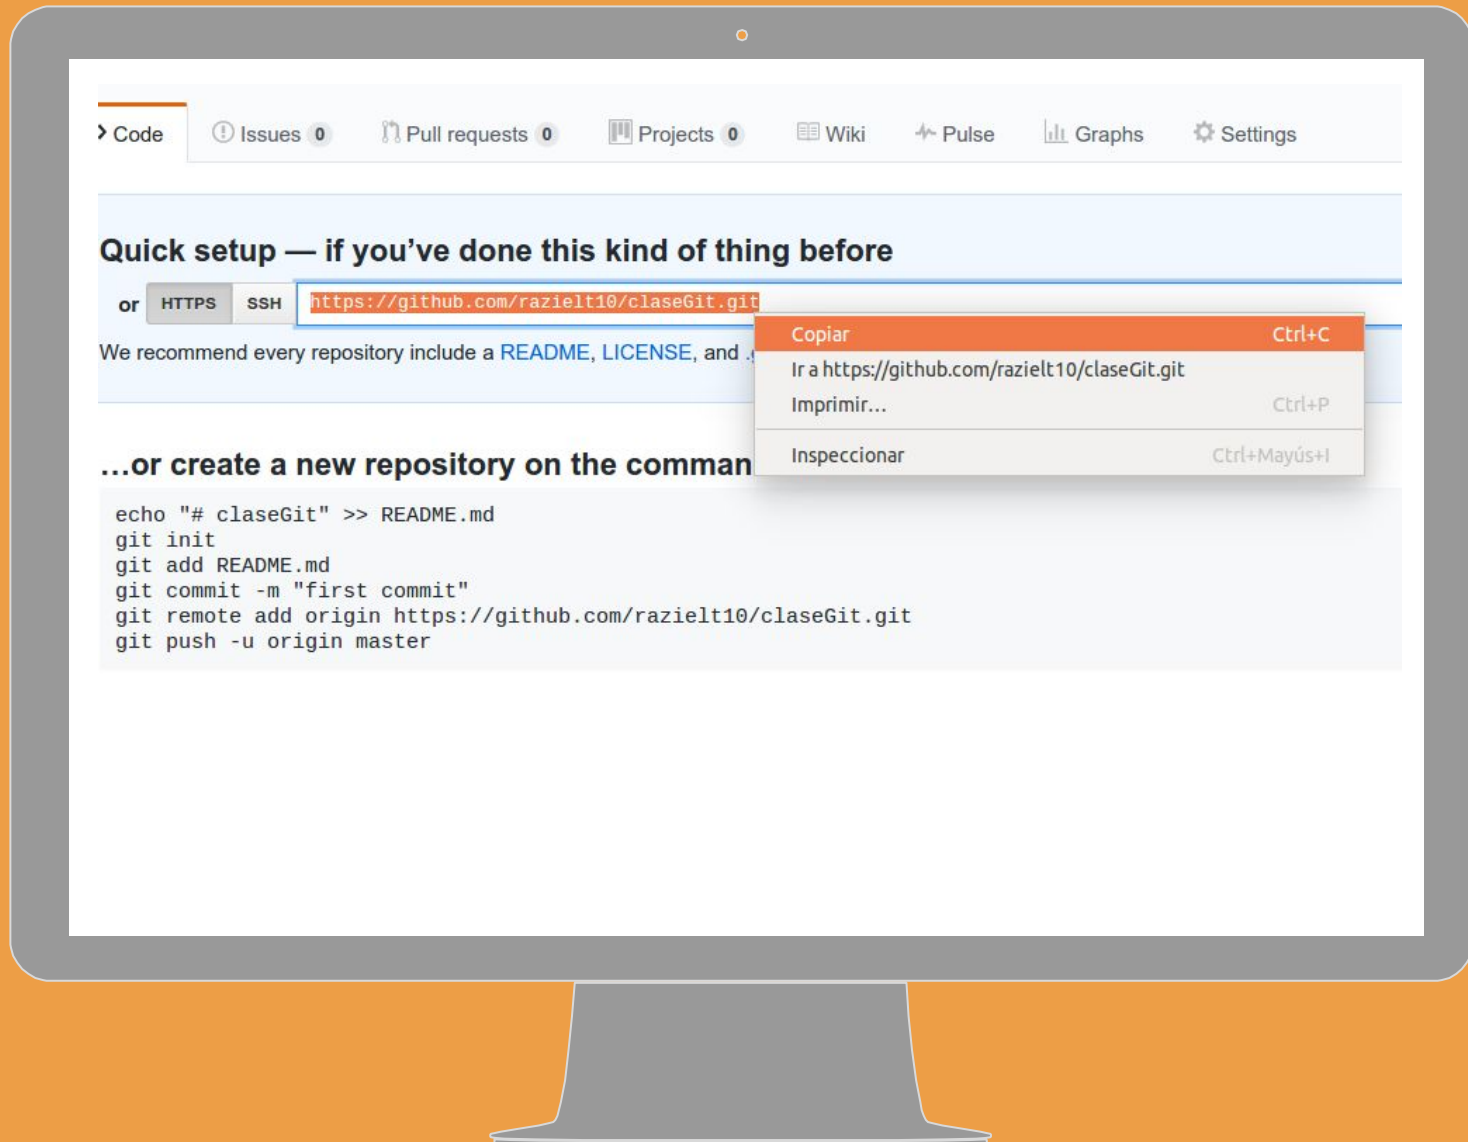 Code Issues 0 Pull requests 0 Projects 0 Wiki Pulse Graphs Settings
Quick setup — if you’ve done this kind of thing before
or HTTPS SSH https://github.com/razielt10/claseGit.git
We recommend every repository include a README, LICENSE, and
Copiar Ctrl+C
Ir a https://github.com/razielt10/claseGit.git
Imprimir... Ctrl+P
Inspeccionar Ctrl+Mayús+I
…or create a new repository on the comman
echo "# claseGit" >> README.md
git init
git add README.md
git commit -m "first commit"
git remote add origin https://github.com/razielt10/claseGit.git
git push -u origin master